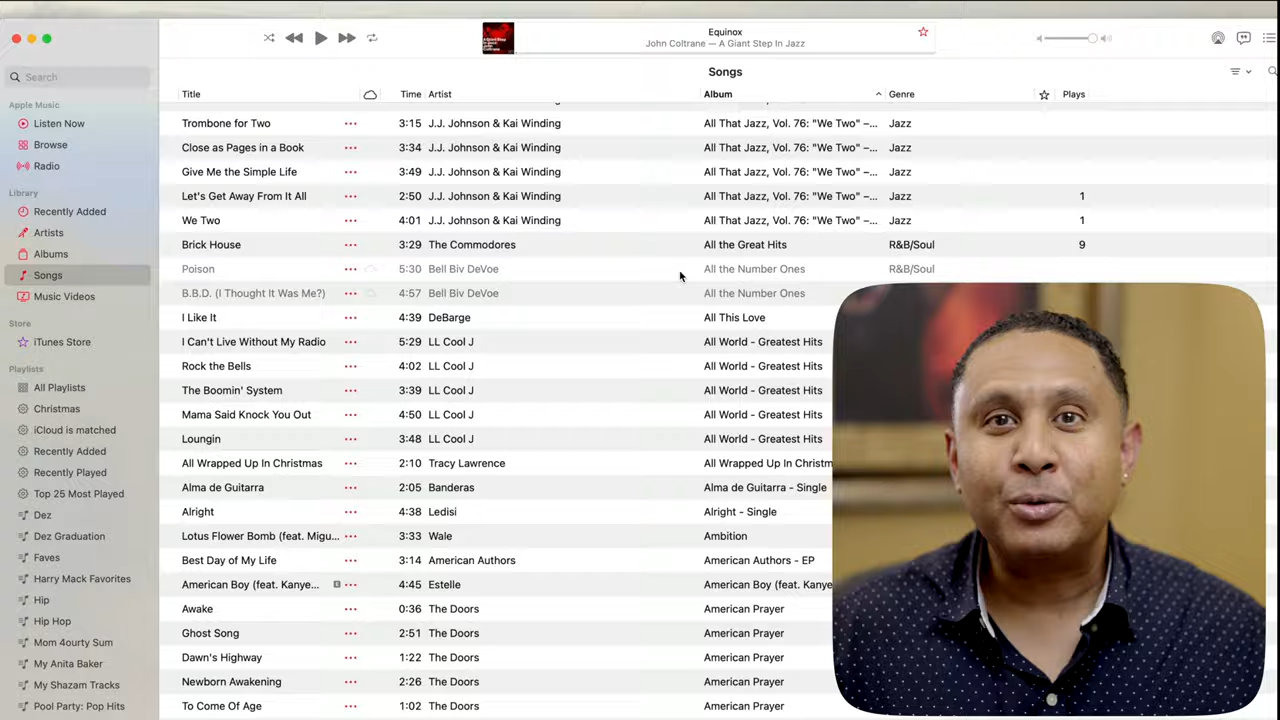 Equinox
John Coltrane — A Giant Step In Jazz
Search
Songs
Title Time Artist Album Genre Plays
Apple Music
Listen Now
Browse
Radio
Library
Recently Added
Artists
Albums
Songs
Music Videos
Store
iTunes Store
Playlists
All Playlists
Christmas
iCloud is matched
Recently Added
Recently Played
Top 25 Most Played
Dez
Dez Graduation
Faves
Harry Mack Favorites
Hip
Hip Hop
Mom 4ourty Sum
My Anita Baker
My Shazam Tracks
Pool Party: Pop Hits
Trombone for Two ••• 3:15 J.J. Johnson & Kai Winding All That Jazz, Vol. 76: "We Two" –... Jazz
Close as Pages in a Book ••• 3:34 J.J. Johnson & Kai Winding All That Jazz, Vol. 76: "We Two" –... Jazz
Give Me the Simple Life ••• 3:49 J.J. Johnson & Kai Winding All That Jazz, Vol. 76: "We Two" –... Jazz
Let's Get Away From It All ••• 2:50 J.J. Johnson & Kai Winding All That Jazz, Vol. 76: "We Two" –... Jazz 1
We Two ••• 4:01 J.J. Johnson & Kai Winding All That Jazz, Vol. 76: "We Two" –... Jazz 1
Brick House ••• 3:29 The Commodores All the Great Hits R&B/Soul 9
Poison ••• 5:30 Bell Biv DeVoe All the Number Ones R&B/Soul
B.B.D. (I Thought It Was Me?) ••• 4:57 Bell Biv DeVoe All the Number Ones
I Like It ••• 4:39 DeBarge All This Love
I Can't Live Without My Radio ••• 5:29 LL Cool J All World - Greatest Hits
Rock the Bells ••• 4:02 LL Cool J All World - Greatest Hits
The Boomin' System ••• 3:39 LL Cool J All World - Greatest Hits
Mama Said Knock You Out ••• 4:50 LL Cool J All World - Greatest Hits
Loungin ••• 3:48 LL Cool J All World - Greatest Hits
All Wrapped Up In Christmas ••• 2:10 Tracy Lawrence All Wrapped Up In Christm
Alma de Guitarra ••• 2:05 Banderas Alma de Guitarra - Single
Alright ••• 4:38 Ledisi Alright - Single
Lotus Flower Bomb (feat. Migu... ••• 3:33 Wale Ambition
Best Day of My Life ••• 3:14 American Authors American Authors - EP
American Boy (feat. Kanye... E ••• 4:45 Estelle American Boy (feat. Kanye
Awake ••• 0:36 The Doors American Prayer
Ghost Song ••• 2:51 The Doors American Prayer
Dawn's Highway ••• 1:22 The Doors American Prayer
Newborn Awakening ••• 2:26 The Doors American Prayer
To Come Of Age ••• 1:02 The Doors American Prayer